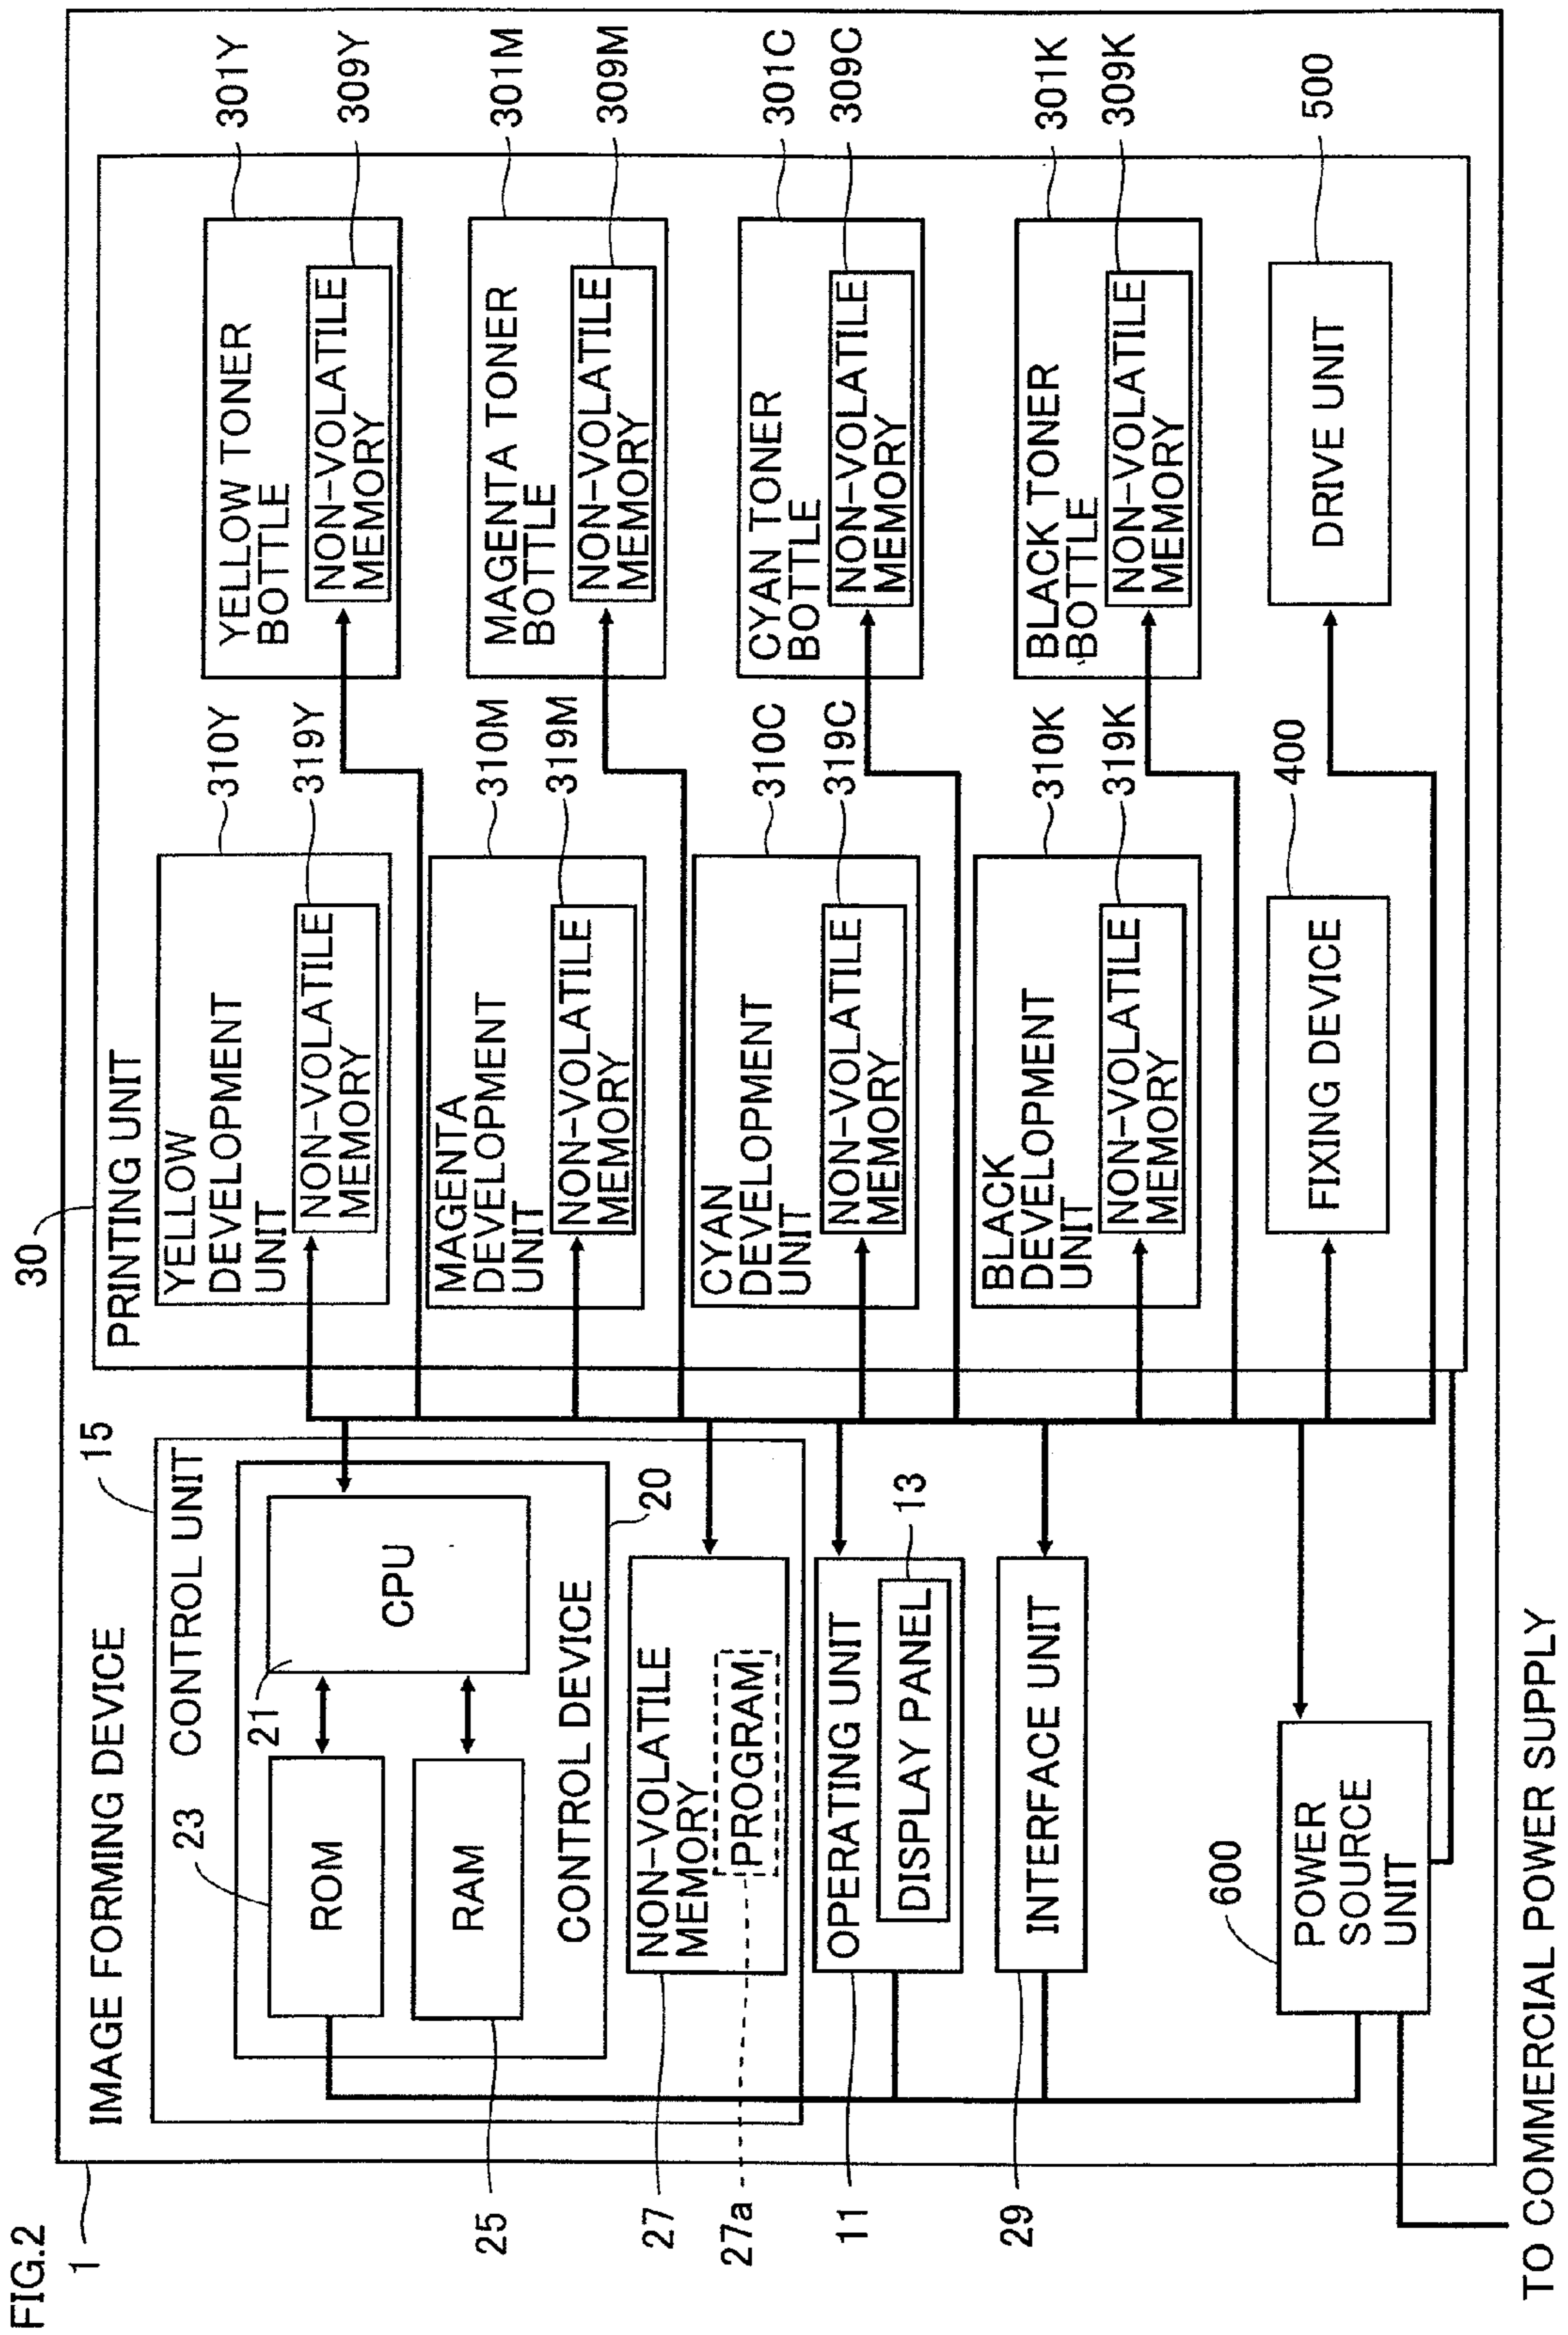 FIG.2
1
IMAGE FORMING DEVICE
15
CONTROL UNIT
23
ROM
21
CPU
RAM
25
CONTROL DEVICE
20
NON-VOLATILE
MEMORY
PROGRAM
27
27a
OPERATING UNIT
DISPLAY PANEL
13
11
INTERFACE UNIT
29
600
POWER
SOURCE
UNIT
TO COMMERCIAL POWER SUPPLY
30
PRINTING UNIT
YELLOW
DEVELOPMENT
UNIT
NON-VOLATILE
MEMORY
310Y
319Y
YELLOW TONER
BOTTLE
NON-VOLATILE
MEMORY
301Y
309Y
MAGENTA
DEVELOPMENT
UNIT
NON-VOLATILE
MEMORY
310M
319M
MAGENTA TONER
BOTTLE
NON-VOLATILE
MEMORY
301M
309M
CYAN
DEVELOPMENT
UNIT
NON-VOLATILE
MEMORY
310C
319C
CYAN TONER
BOTTLE
NON-VOLATILE
MEMORY
301C
309C
BLACK
DEVELOPMENT
UNIT
NON-VOLATILE
MEMORY
310K
319K
BLACK TONER
BOTTLE
NON-VOLATILE
MEMORY
301K
309K
FIXING DEVICE
400
DRIVE UNIT
500